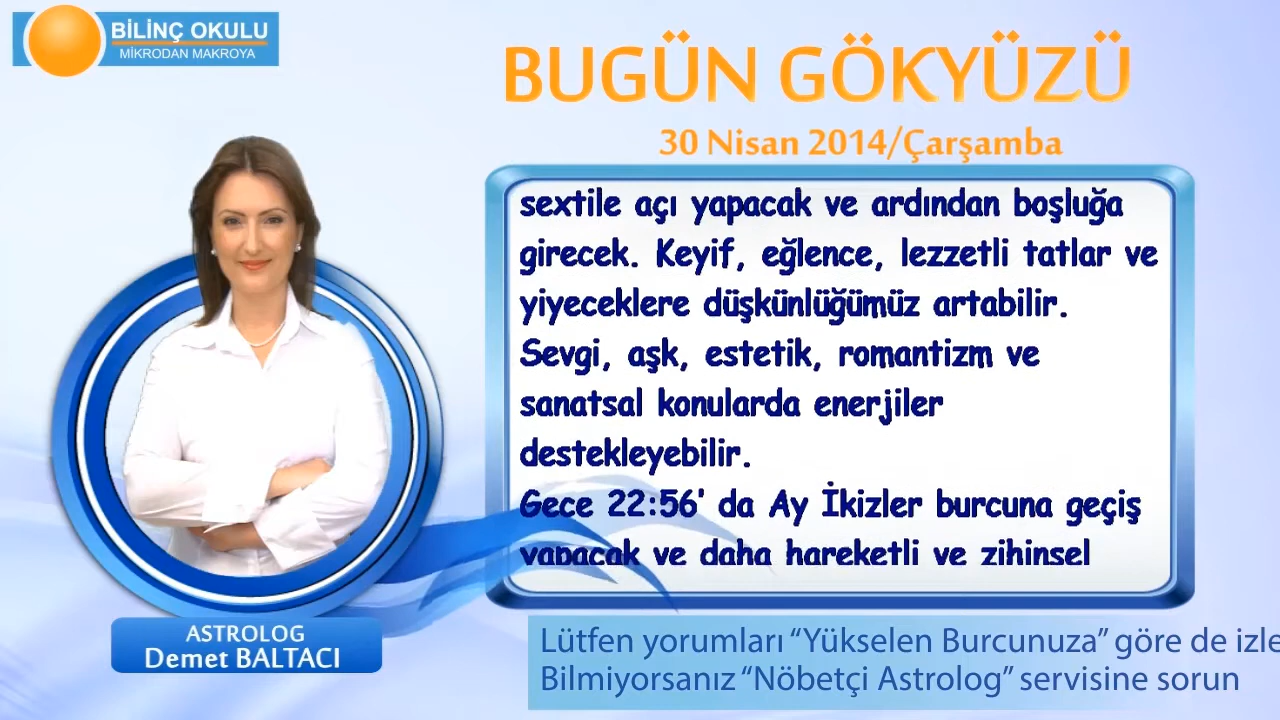 BİLİNÇ OKULU
MİKRODAN MAKROYA
BUGÜN GÖKYÜZÜ
30 Nisan 2014/Çarşamba
sextile açı yapacak ve ardından boşluğa
girecek. Keyif, eğlence, lezzetli tatlar ve
yiyeceklere düşkünlüğümüz artabilir.
Sevgi, aşk, estetik, romantizm ve
sanatsal konularda enerjiler
destekleyebilir.
Gece 22:56' da Ay İkizler burcuna geçiş
yapacak ve daha hareketli ve zihinsel
ASTROLOG
Demet BALTACI
Lütfen yorumları “Yükselen Burcunuza” göre de izle
Bilmiyorsanız “Nöbetçi Astrolog” servisine sorun